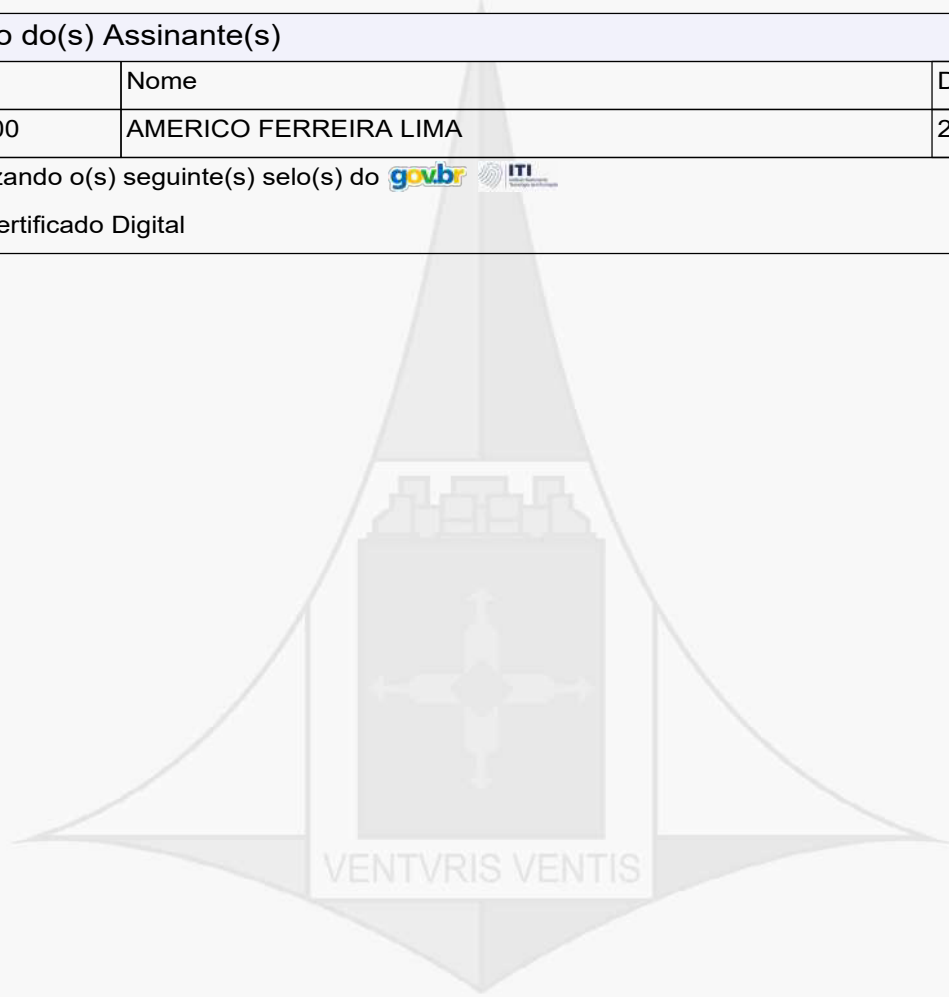 o do(s) Assinante(s)
Nome D
00 AMERICO FERREIRA LIMA 2
zando o(s) seguinte(s) selo(s) do gov.br ITI
ertificado Digital
VENTVRIS VENTIS